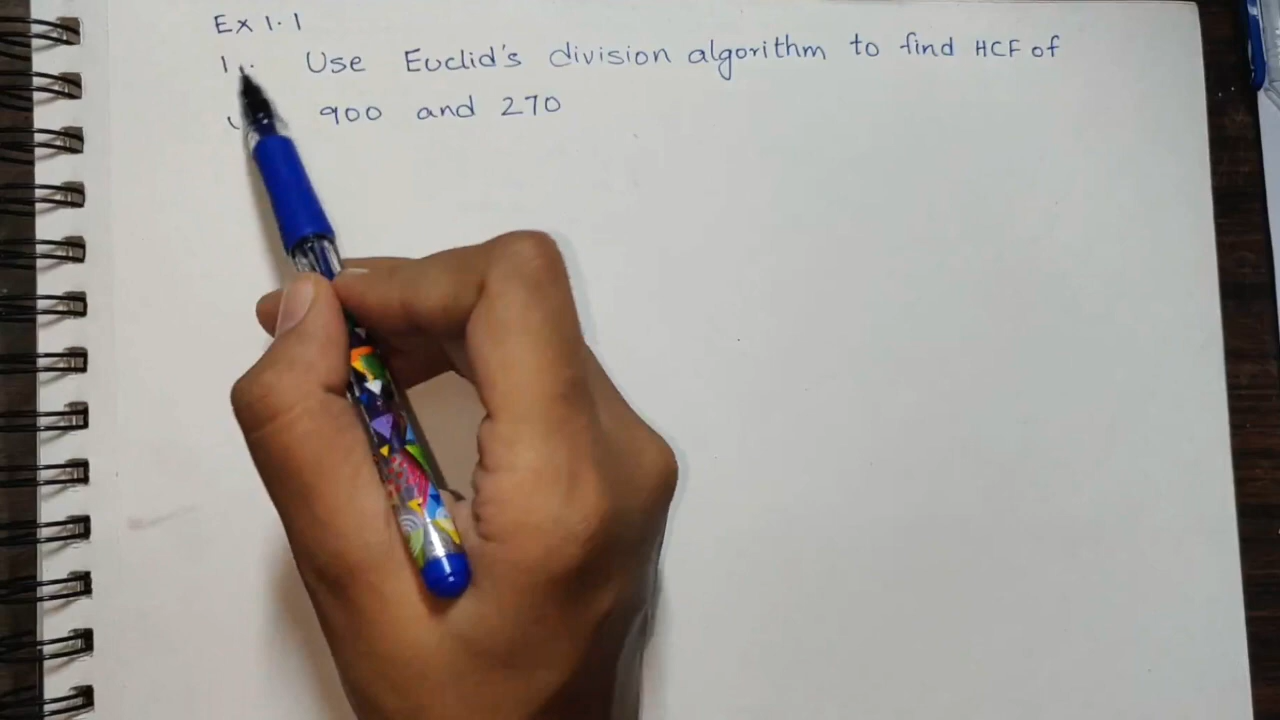 Ex 1.1
1. Use Euclid's division algorithm to find HCF of
900 and 270